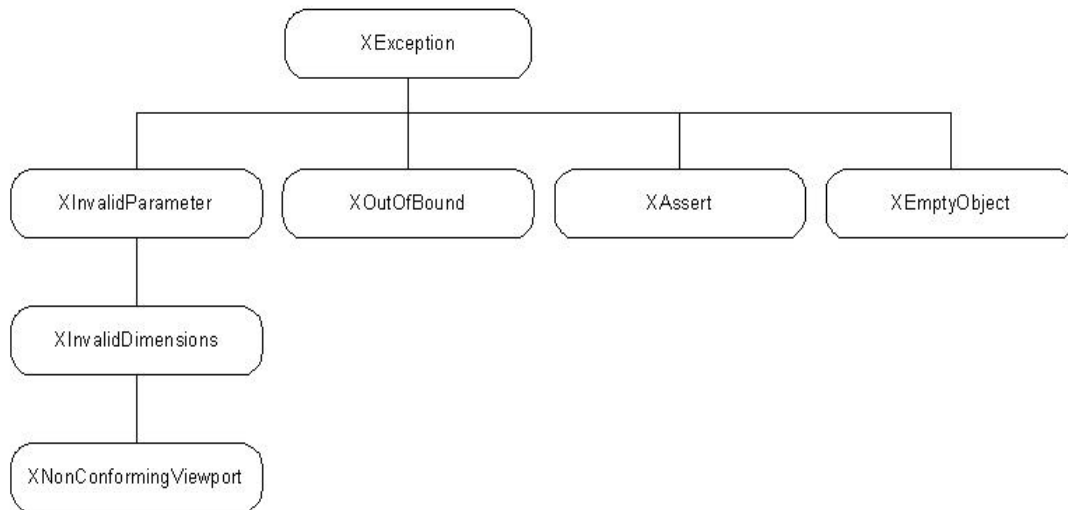 XException
XInvalidParameter
XOutOfBound
XAssert
XEmptyObject
XInvalidDimensions
XNonConformingViewport